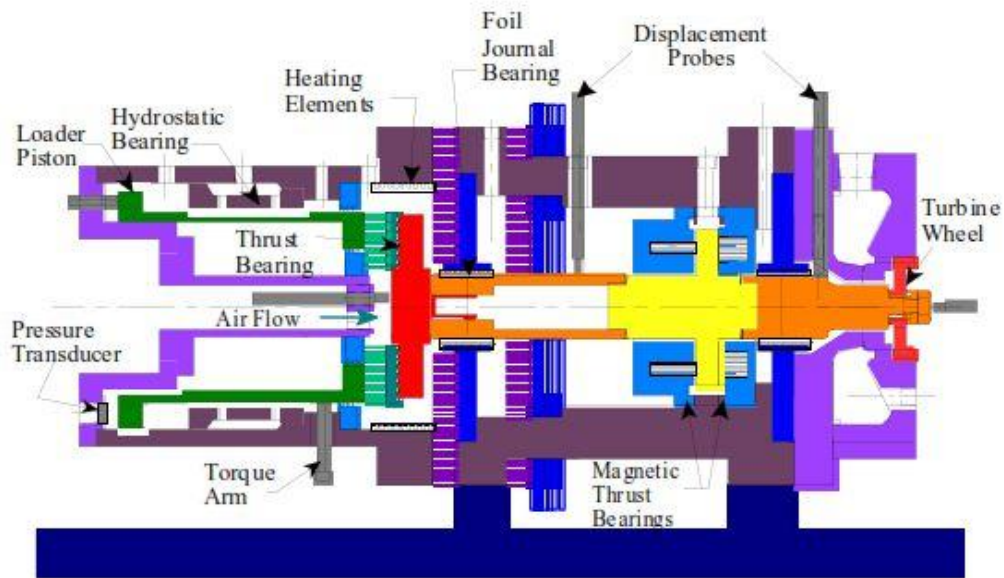 Foil
Journal
Bearing
Displacement
Probes
Heating
Elements
Hydrostatic
Bearing
Loader
Piston
Thrust
Bearing
Turbine
Wheel
Air Flow
Pressure
Transducer
Torque
Arm
Magnetic
Thrust
Bearings